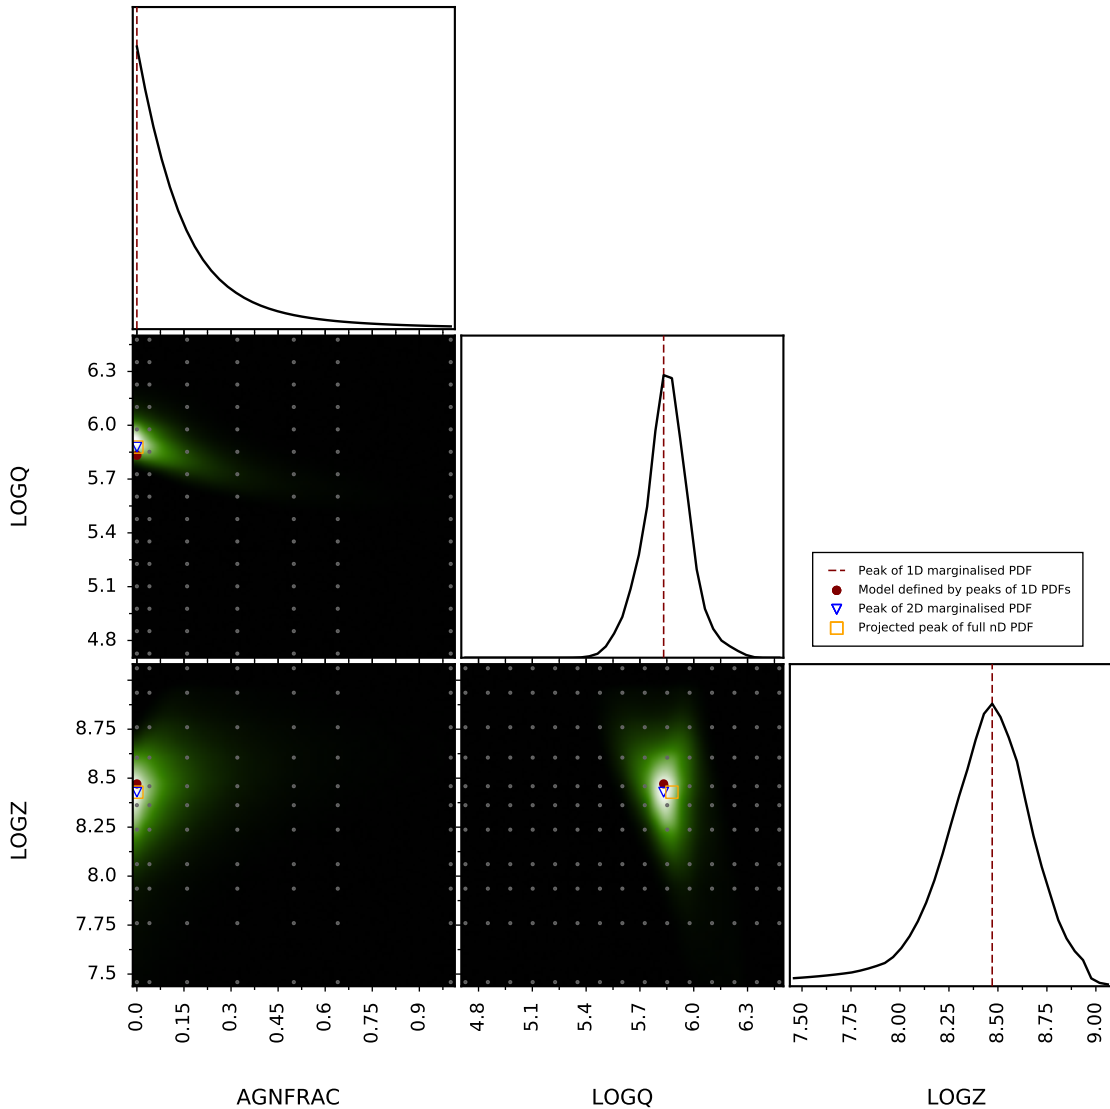 6.3
6.0
5.7
5.4
5.1
4.8
LOGQ
Peak of 1D marginalised PDF
Model defined by peaks of 1D PDFs
Peak of 2D marginalised PDF
Projected peak of full nD PDF
8.75
8.5
8.25
8.0
7.75
7.5
LOGZ
0.0 0.15 0.3 0.45 0.6 0.75 0.9
4.8 5.1 5.4 5.7 6.0 6.3
7.50 7.75 8.00 8.25 8.50 8.75 9.00
AGNFRAC LOGQ LOGZ